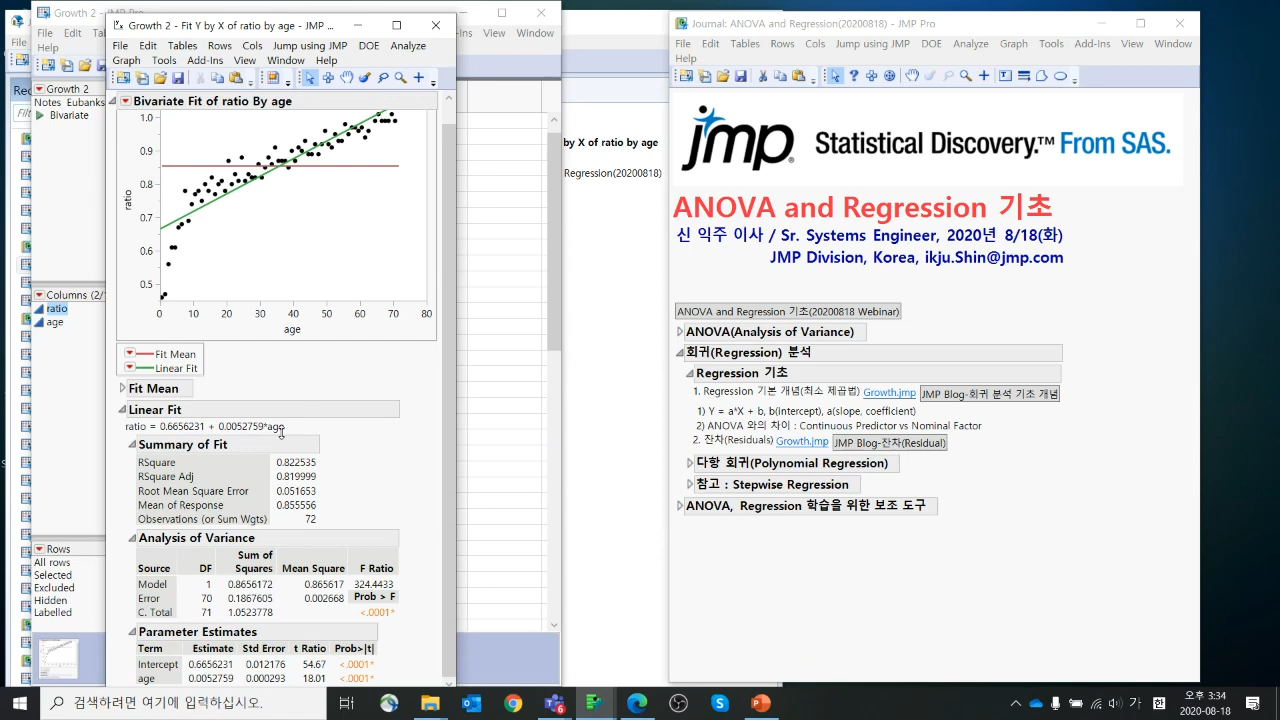 Growth 2 - Fit Y by X of ratio by age - JMP ...
File Edit Tables Rows Cols Jump using JMP DOE Analyze
Graph Tools Add-Ins View Window Help
Bivariate Fit of ratio By age
1.0
0.9
0.8
0.7
0.5
ratio
0 10 20 30 40 50 60 70 80
age
Fit Mean
Linear Fit
Fit Mean
Linear Fit
ratio = 0.6656231 + 0.0052759*age
Summary of Fit
RSquare 0.822535
RSquare Adj 0.819999
Root Mean Square Error 0.051653
Mean of Response 0.855556
Observations (or Sum Wgts) 72
Analysis of Variance
Source DF Sum of Squares Mean Square F Ratio
Model 1 0.8656172 0.865617 324.4433
Error 70 0.1867605 0.002668 Prob > F
C. Total 71 1.0523778 <.0001*
Parameter Estimates
Term Estimate Std Error t Ratio Prob>|t|
Intercept 0.6656231 0.012176 54.67 <.0001*
age 0.0052759 0.000293 18.01 <.0001*
Growth 2
File Edit
Help
Growth 2
Notes Eubanks
Bivariate
Columns (2/
ratio
age
Rows
All rows
Selected
Excluded
Hidden
Labelled
View Window
by X of ratio by age
Regression(20200818)
Journal: ANOVA and Regression(20200818) - JMP Pro
File Edit Tables Rows Cols Jump using JMP DOE Analyze Graph Tools Add-Ins View Window
Help
jmp Statistical Discovery.™ From SAS.
ANOVA and Regression 기초
신 익주 이사 / Sr. Systems Engineer, 2020년 8/18(화)
JMP Division, Korea, ikju.Shin@jmp.com
ANOVA and Regression 기초(20200818 Webinar)
ANOVA(Analysis of Variance)
회귀(Regression) 분석
Regression 기초
1. Regression 기본 개념(최소 제곱법) Growth.jmp JMP Blog-회귀 분석 기초 개념
1) Y = a*X + b, b(intercept), a(slope, coefficient)
2) ANOVA 와의 차이 : Continuous Predictor vs Nominal Factor
2. 잔차(Residuals) Growth.jmp JMP Blog-잔차(Residual)
다항 회귀(Polynomial Regression)
참고 : Stepwise Regression
ANOVA, Regression 학습을 위한 보조 도구
검색하려면 여기에 입력하십시오.
가
오후 3:34
2020-08-18